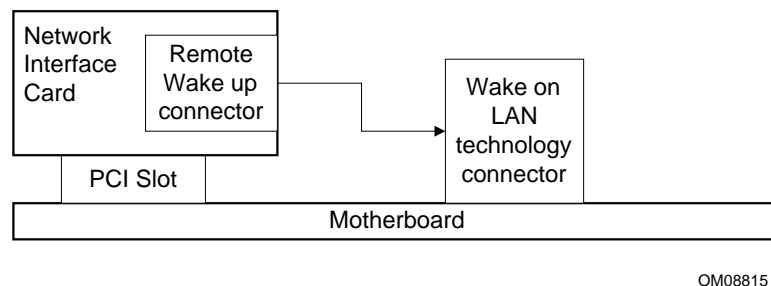 Network
Interface
Card
Remote
Wake up
connector
Wake on
LAN
technology
connector
PCI Slot
Motherboard
OM08815